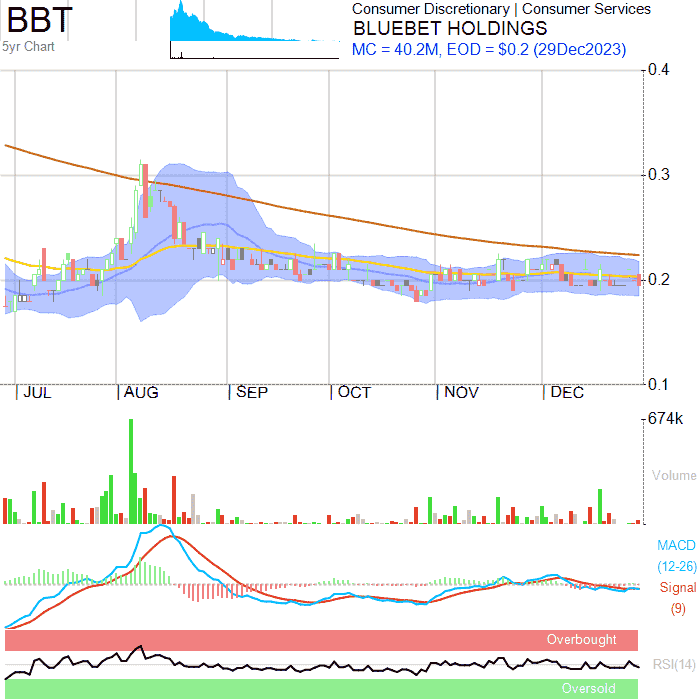 BBT
5yr Chart
Consumer Discretionary | Consumer Services
BLUEBET HOLDINGS
MC = 40.2M, EOD = $0.2 (29Dec2023)
0.4
0.3
0.2
0.1
JUL AUG SEP OCT NOV DEC
674k
Volume
MACD
(12-26)
Signal
(9)
Overbought
RSI(14)
Oversold